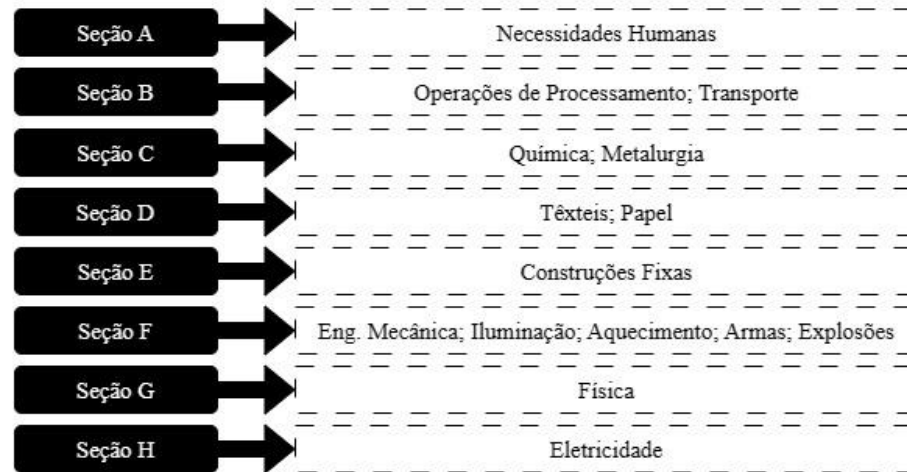 Seção A Necessidades Humanas
Seção B Operações de Processamento; Transporte
Seção C Química; Metalurgia
Seção D Têxteis; Papel
Seção E Construções Fixas
Seção F Eng. Mecânica; Iluminação; Aquecimento; Armas; Explosões
Seção G Física
Seção H Eletricidade